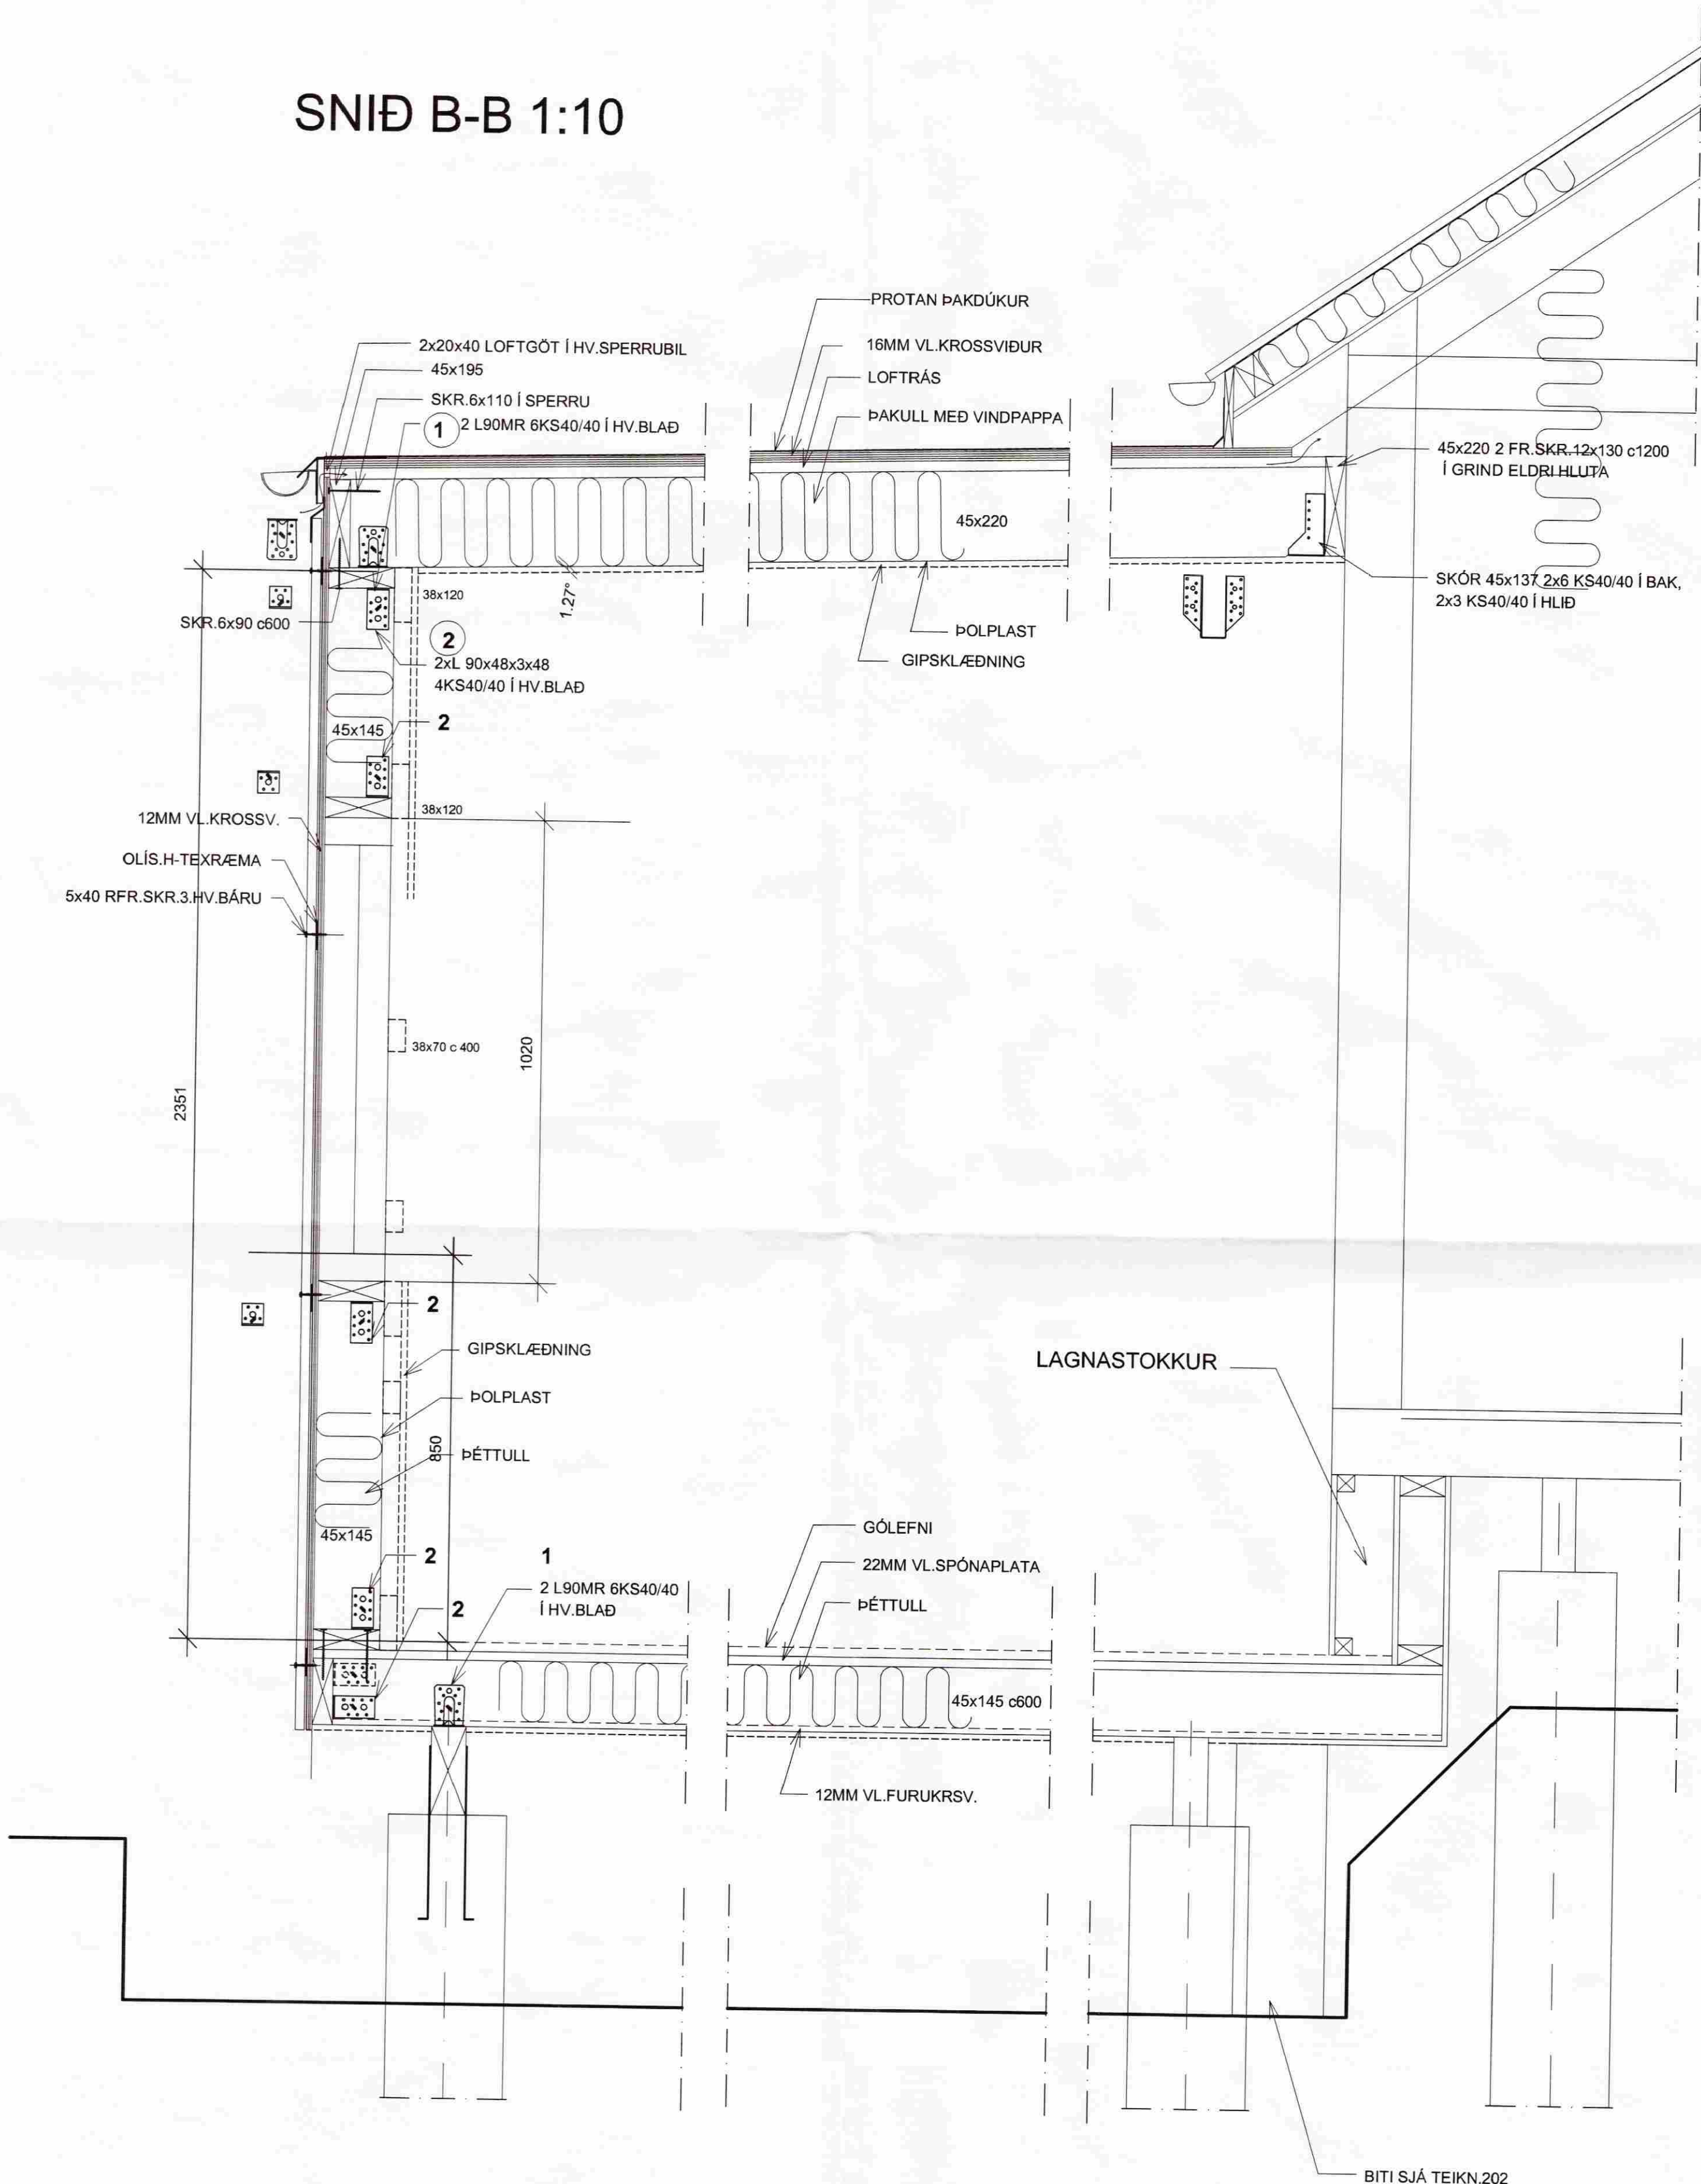 SNIÐ B-B 1:10
PROTAN ÞAKDÚKUR
16MM VL.KROSSVIÐUR
LOFTRÁS
ÞAKULL MEÐ VINDPAPPA
2x20x40 LOFTGÖT Í HV.SPERRUBIL
45x195
SKR.6x110 Í SPERRU
1
2 L90MR 6KS40/40 Í HV.BLAÐ
45x220 2 FR.SKR.12x130 c1200
Í GRIND ELDRI HLUTA
45x220
SKÓR 45x137 2x6 KS40/40 Í BAK,
2x3 KS40/40 Í HLIÐ
38x120
1.27°
SKR.6x90 c600
2
2xL 90x48x3x48
4KS40/40 Í HV.BLAÐ
ÞOLPLAST
GIPSKLÆÐNING
45x145
2
38x120
12MM VL.KROSSV.
OLÍS.H-TEXRÆMA
5x40 RFR.SKR.3.HV.BÁRU
38x70 c 400
1020
2351
2
GIPSKLÆÐNING
ÞOLPLAST
850
ÞÉTTULL
45x145
LAGNASTOKKUR
GÓLEFNI
22MM VL.SPÓNAPLATA
ÞÉTTULL
2
1
2 L90MR 6KS40/40
Í HV.BLAÐ
2
45x145 c600
12MM VL.FURUKRSV.
BITI SJÁ TEIKN.202